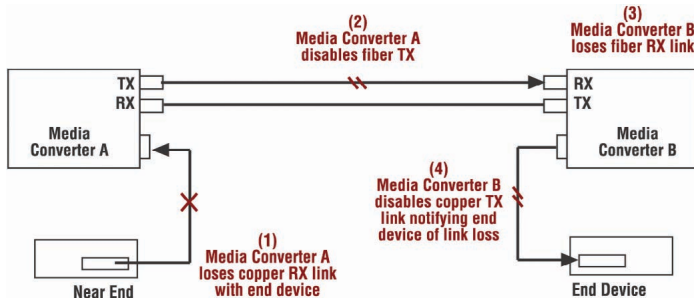 (2)
Media Converter A
disables fiber TX
(3)
Media Converter B
loses fiber RX link
TX
RX
Media
Converter A
RX
TX
Media
Converter B
(4)
Media Converter B
disables copper TX
link notifying end
device of link loss
(1)
Media Converter A
loses copper RX link
with end device
Near End
End Device